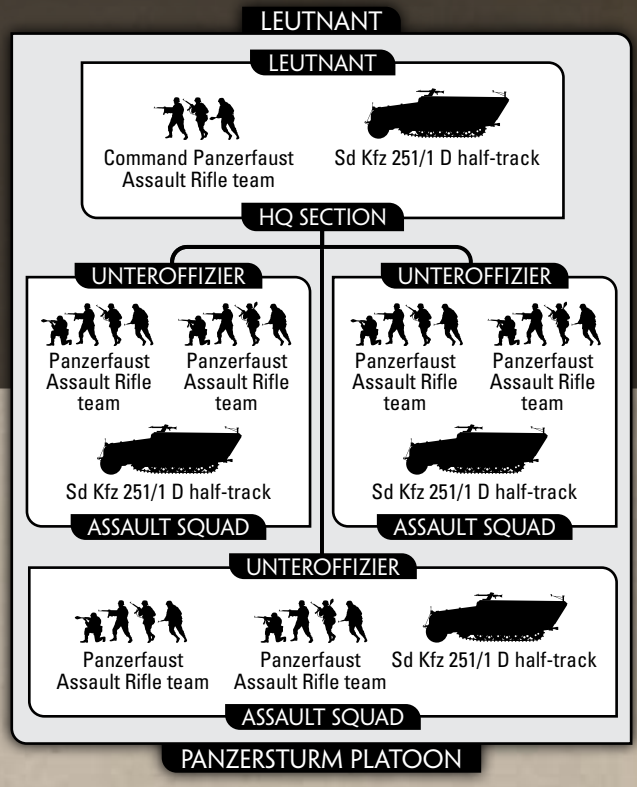 LEUTNANT
LEUTNANT
Command Panzerfaust
Assault Rifle team
Sd Kfz 251/1 D half-track
HQ SECTION
UNTEROFFIZIER
Panzerfaust
Assault Rifle
team
Panzerfaust
Assault Rifle
team
Sd Kfz 251/1 D half-track
ASSAULT SQUAD
UNTEROFFIZIER
Panzerfaust
Assault Rifle
team
Panzerfaust
Assault Rifle
team
Sd Kfz 251/1 D half-track
ASSAULT SQUAD
UNTEROFFIZIER
Panzerfaust
Assault Rifle team
Panzerfaust
Assault Rifle team
Sd Kfz 251/1 D half-track
ASSAULT SQUAD
PANZERSTURM PLATOON